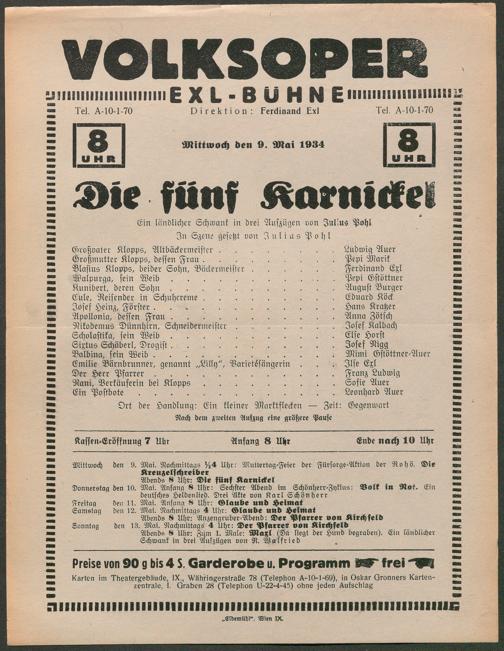 VOLKSOPER
EXL-BÜHNE
Tel. A-10-1-70 Direktion: Ferdinand Exl Tel. A-10-1-70
8 UHR Mittwoch den 9. Mai 1934 8 UHR
Die fünf Karnickel
Ein ländlicher Schwank in drei Aufzügen von Julius Pohl
In Szene gesetzt von Julius Pohl
Großvater Klopps, Altbäckermeister . . . Ludwig Auer
Großmutter Klopps, dessen Frau . . . Pepi Marik
Blasius Klopps, beider Sohn, Bäckermeister . . . Ferdinand Exl
Walpurga, sein Weib . . . Pepi Gstöttner
Kunibert, deren Sohn . . . August Burger
Eule, Reisender in Schuhcreme . . . Eduard Köck
Josef Heinz, Förster . . . Hans Kratzer
Apollonia, dessen Frau . . . Anna Zötsch
Nikodemus Dünnhirn, Schneidermeister . . . Josef Kalbach
Scholastika, sein Weib . . . Else Horst
Sixtus Schäberl, Drogist . . . Josef Nigg
Balbina, sein Weib . . . Mimi Gstöttner-Auer
Emilie Bärnbrunner, genannt „Lilly", Varietésängerin . . . Ilse Exl
Der Herr Pfarrer . . . Franz Ludwig
Nani, Verkäuferin bei Klopps . . . Sofie Auer
Ein Postbote . . . Leonhard Auer
Ort der Handlung: Ein kleiner Marktflecken — Zeit: Gegenwart
Nach dem zweiten Aufzug eine größere Pause
Kassen-Eröffnung 7 Uhr Anfang 8 Uhr Ende nach 10 Uhr
Mittwoch den 9. Mai. Nachmittags ½4 Uhr: Muttertag-Feier der Fürsorge-Aktion der Rohö. Die
Kreuzelschreiber
Abends 8 Uhr: Die fünf Karnickel
Donnerstag den 10. Mai. Anfang 8 Uhr: Sechster Abend im Schönherr-Zyklus: Volk in Not. Ein
deutsches Heldenlied. Drei Akte von Karl Schönherr
Freitag den 11. Mai. Anfang 8 Uhr: Glaube und Heimat
Samstag den 12. Mai. Nachmittags 4 Uhr: Glaube und Heimat
Abends 8 Uhr: Anzengruber-Abend: Der Pfarrer von Kirchfeld
Sonntag den 13. Mai. Nachmittags 4 Uhr: Der Pfarrer von Kirchfeld
Abends 8 Uhr: Zum 1. Male: Maxl (Da liegt der Hund begraben). Ein ländlicher
Schwank in drei Aufzügen von R. Walfried
Preise von 90 g bis 4 S. Garderobe u. Programm frei
Karten im Theatergebäude, IX., Währingerstraße 78 (Telephon A-10-1-69), in Oskar Gronners Karten-
zentrale, I. Graben 28 (Telephon U-22-4-45) ohne jeden Aufschlag
„Elbemühl", Wien IX.